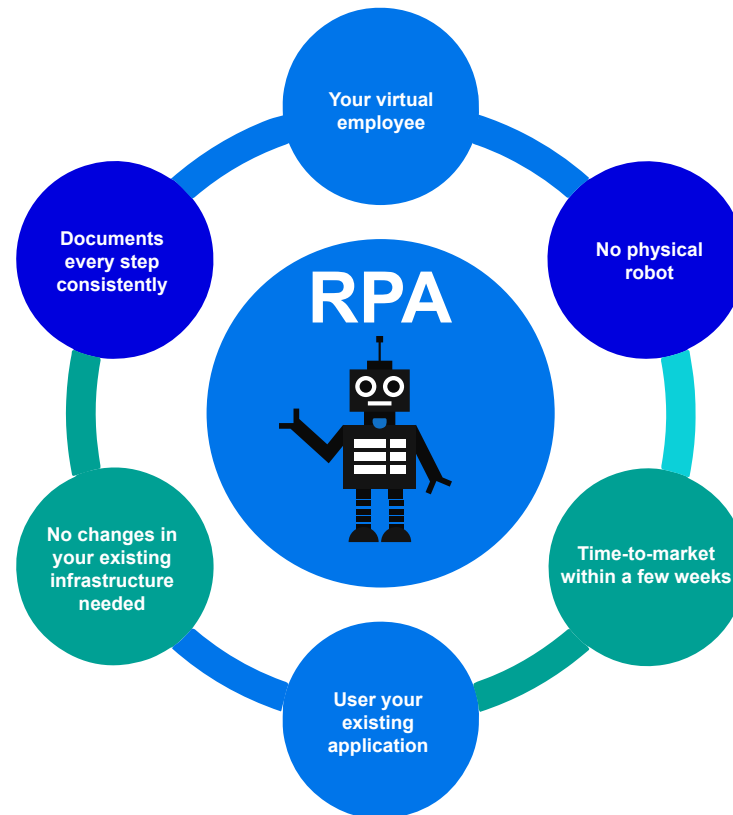 Your virtual
employee
No physical
robot
Time-to-market
within a few weeks
User your
existing
application
No changes in
your existing
infrastructure
needed
Documents
every step
consistently
RPA